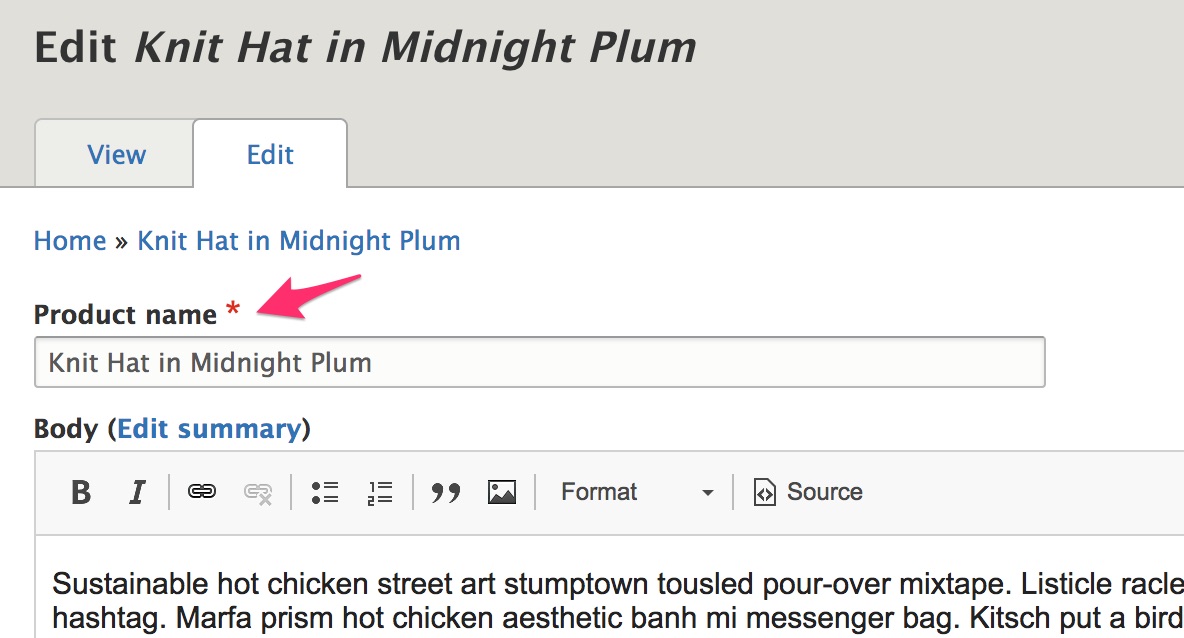 Edit Knit Hat in Midnight Plum
View Edit
Home » Knit Hat in Midnight Plum
Product name *
Knit Hat in Midnight Plum
Body (Edit summary)
B I Format Source
Sustainable hot chicken street art stumptown tousled pour-over mixtape. Listicle racle
hashtag. Marfa prism hot chicken aesthetic banh mi messenger bag. Kitsch put a bird